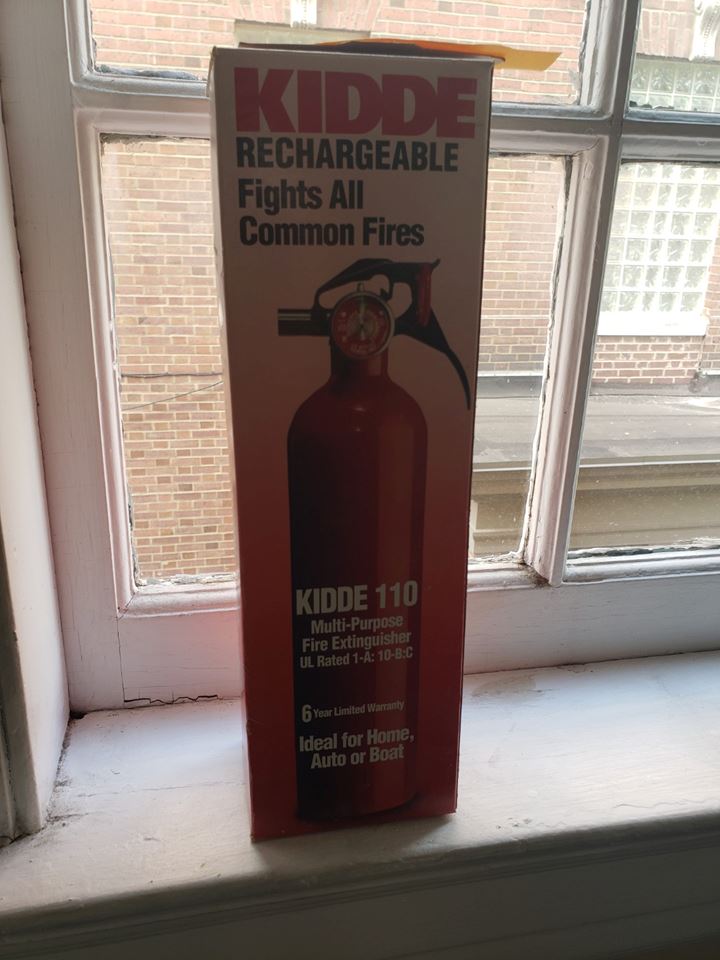 KIDDE
RECHARGEABLE
Fights All
Common Fires
KIDDE 110
Multi-Purpose
Fire Extinguisher
UL Rated 1-A: 10-B:C
6 Year Limited Warranty
Ideal for Home,
Auto or Boat